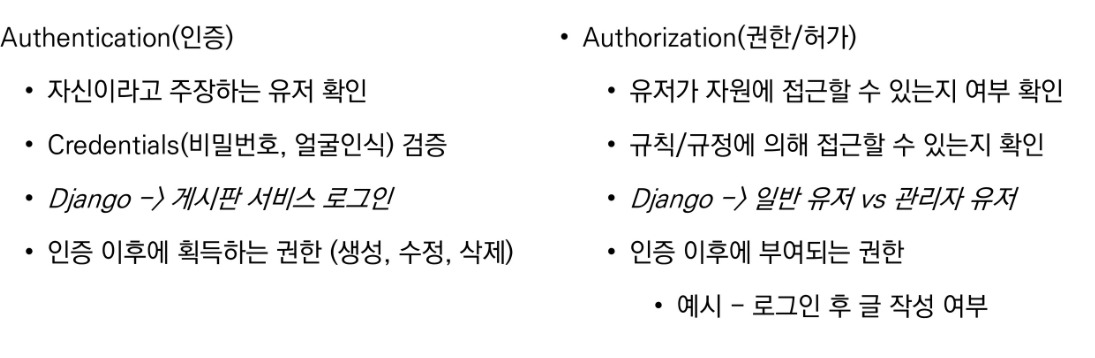 Authentication(인증)
• 자신이라고 주장하는 유저 확인
• Credentials(비밀번호, 얼굴인식) 검증
• Django -> 게시판 서비스 로그인
• 인증 이후에 획득하는 권한 (생성, 수정, 삭제)
• Authorization(권한/허가)
• 유저가 자원에 접근할 수 있는지 여부 확인
• 규칙/규정에 의해 접근할 수 있는지 확인
• Django -> 일반 유저 vs 관리자 유저
• 인증 이후에 부여되는 권한
• 예시 - 로그인 후 글 작성 여부